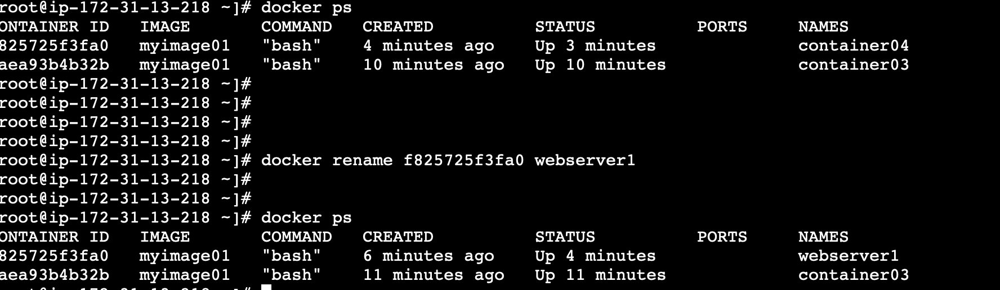 root@ip-172-31-13-218 ~]# docker ps
ONTAINER ID   IMAGE       COMMAND   CREATED          STATUS          PORTS     NAMES
825725f3fa0   myimage01   "bash"    4 minutes ago    Up 3 minutes              container04
aea93b4b32b   myimage01   "bash"    10 minutes ago   Up 10 minutes             container03
root@ip-172-31-13-218 ~]#
root@ip-172-31-13-218 ~]#
root@ip-172-31-13-218 ~]#
root@ip-172-31-13-218 ~]#
root@ip-172-31-13-218 ~]# docker rename f825725f3fa0 webserver1
root@ip-172-31-13-218 ~]#
root@ip-172-31-13-218 ~]#
root@ip-172-31-13-218 ~]# docker ps
ONTAINER ID   IMAGE       COMMAND   CREATED          STATUS          PORTS     NAMES
825725f3fa0   myimage01   "bash"    6 minutes ago    Up 4 minutes              webserver1
aea93b4b32b   myimage01   "bash"    11 minutes ago   Up 11 minutes             container03
root@ip-172-31-13-218 ~]#